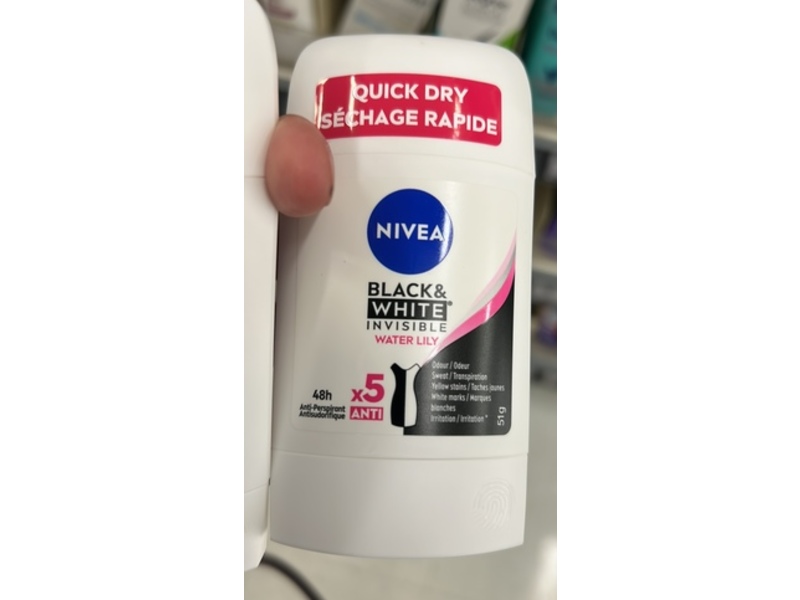 QUICK DRY
SÉCHAGE RAPIDE
NIVEA
BLACK&
WHITE®
INVISIBLE
WATER LILY
48h
Anti-Perspirant
Antisudorifique
x5
ANTI
Odour / Odeur
Sweat / Transpiration
Yellow stains / Taches jaunes
White marks / Marques
blanches
Irritation / Irritation*
51g